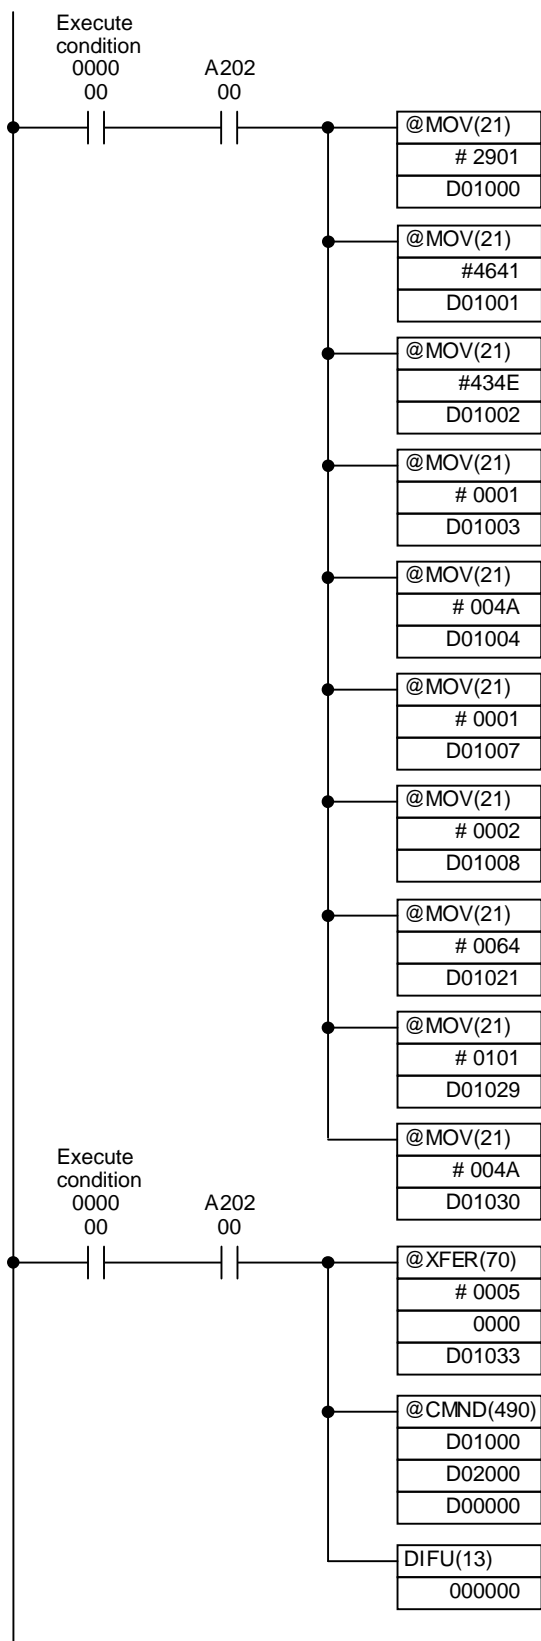 Execute
condition
0000
00
A202
00
@MOV(21)
# 2901
D01000
@MOV(21)
#4641
D01001
@MOV(21)
#434E
D01002
@MOV(21)
# 0001
D01003
@MOV(21)
# 004A
D01004
@MOV(21)
# 0001
D01007
@MOV(21)
# 0002
D01008
@MOV(21)
# 0064
D01021
@MOV(21)
# 0101
D01029
@MOV(21)
# 004A
D01030
Execute
condition
0000
00
A202
00
@XFER(70)
# 0005
0000
D01033
@CMND(490)
D01000
D02000
D00000
DIFU(13)
000000